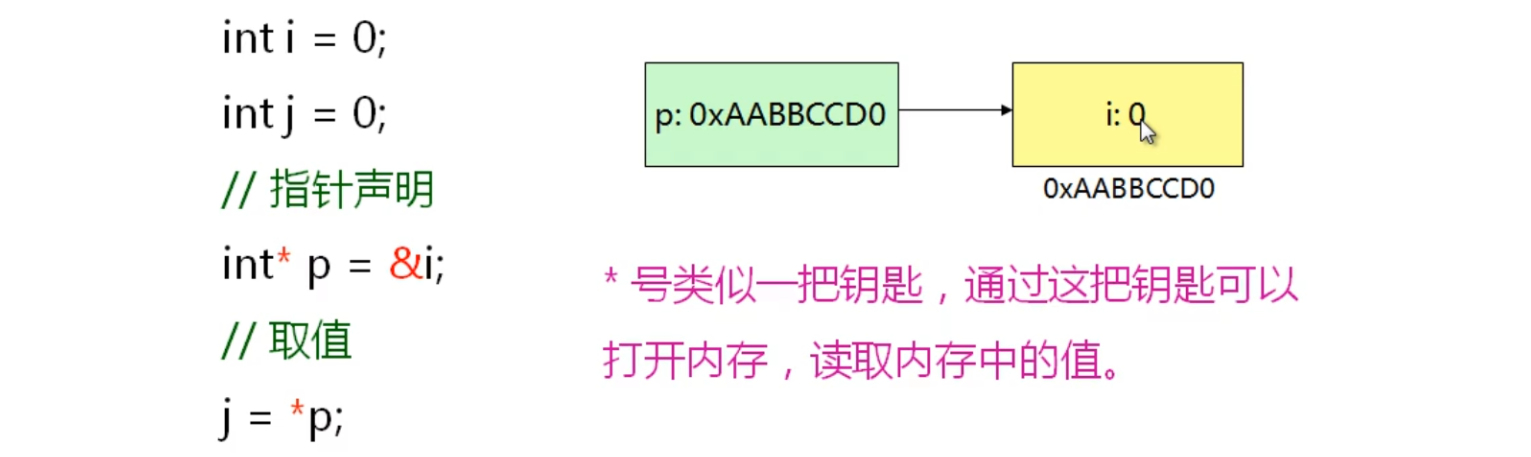 int i = 0;
int j = 0;
// 指针声明
int* p = &i;
// 取值
j = *p;
p: 0xAABBCCD0
i: 0
0xAABBCCD0
* 号类似一把钥匙，通过这把钥匙可以
打开内存，读取内存中的值。